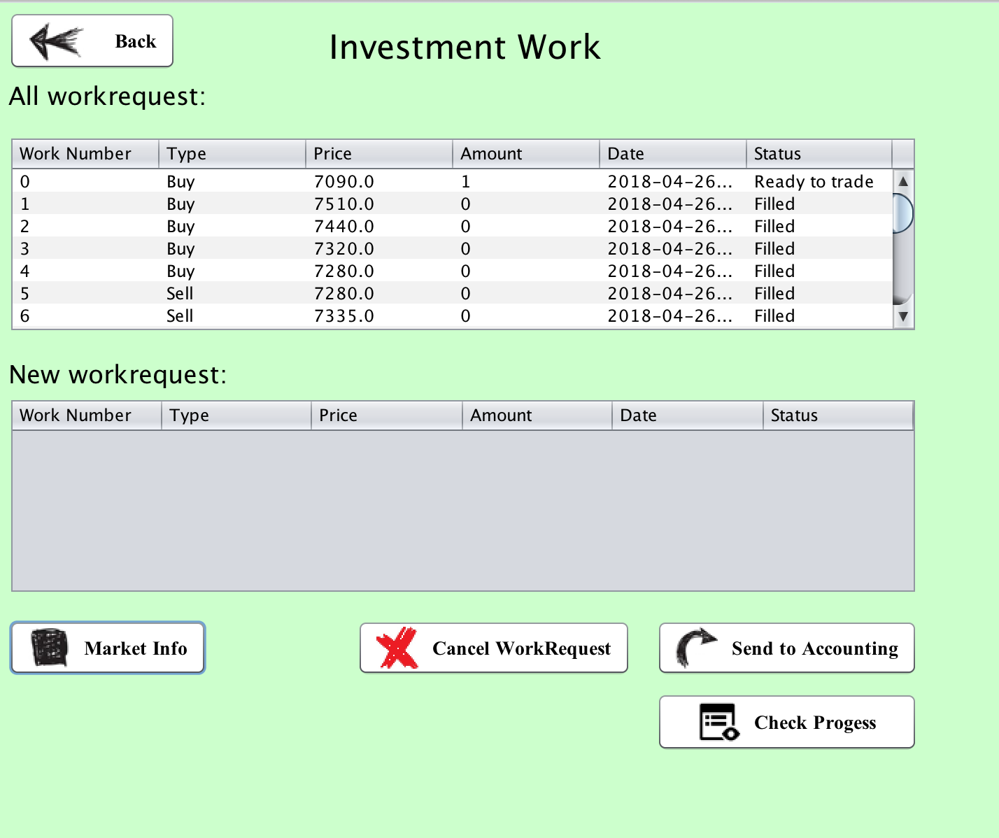 Back
Investment Work
All workrequest:
Work Number Type Price Amount Date Status
0 Buy 7090.0 1 2018-04-26... Ready to trade
1 Buy 7510.0 0 2018-04-26... Filled
2 Buy 7440.0 0 2018-04-26... Filled
3 Buy 7320.0 0 2018-04-26... Filled
4 Buy 7280.0 0 2018-04-26... Filled
5 Sell 7280.0 0 2018-04-26... Filled
6 Sell 7335.0 0 2018-04-26... Filled
New workrequest:
Work Number Type Price Amount Date Status
Market Info Cancel WorkRequest Send to Accounting
Check Progess